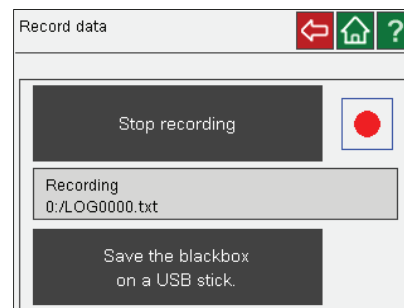 Record data
?
Stop recording
Recording
0:/LOG0000.txt
Save the blackbox
on a USB stick.